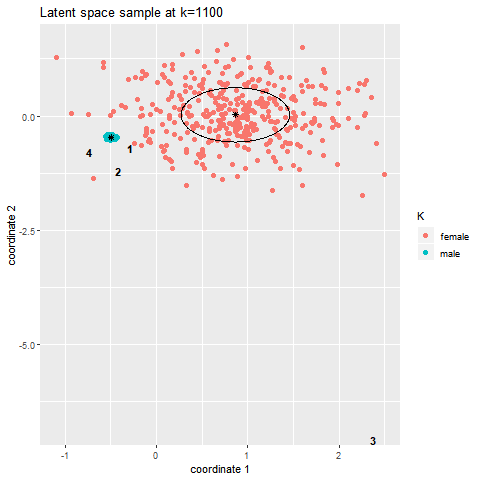 Latent space sample at k=1100
0.0
-2.5
-5.0
coordinate 2
1
4
2
3
-1
0
1
2
coordinate 1
K
female
male